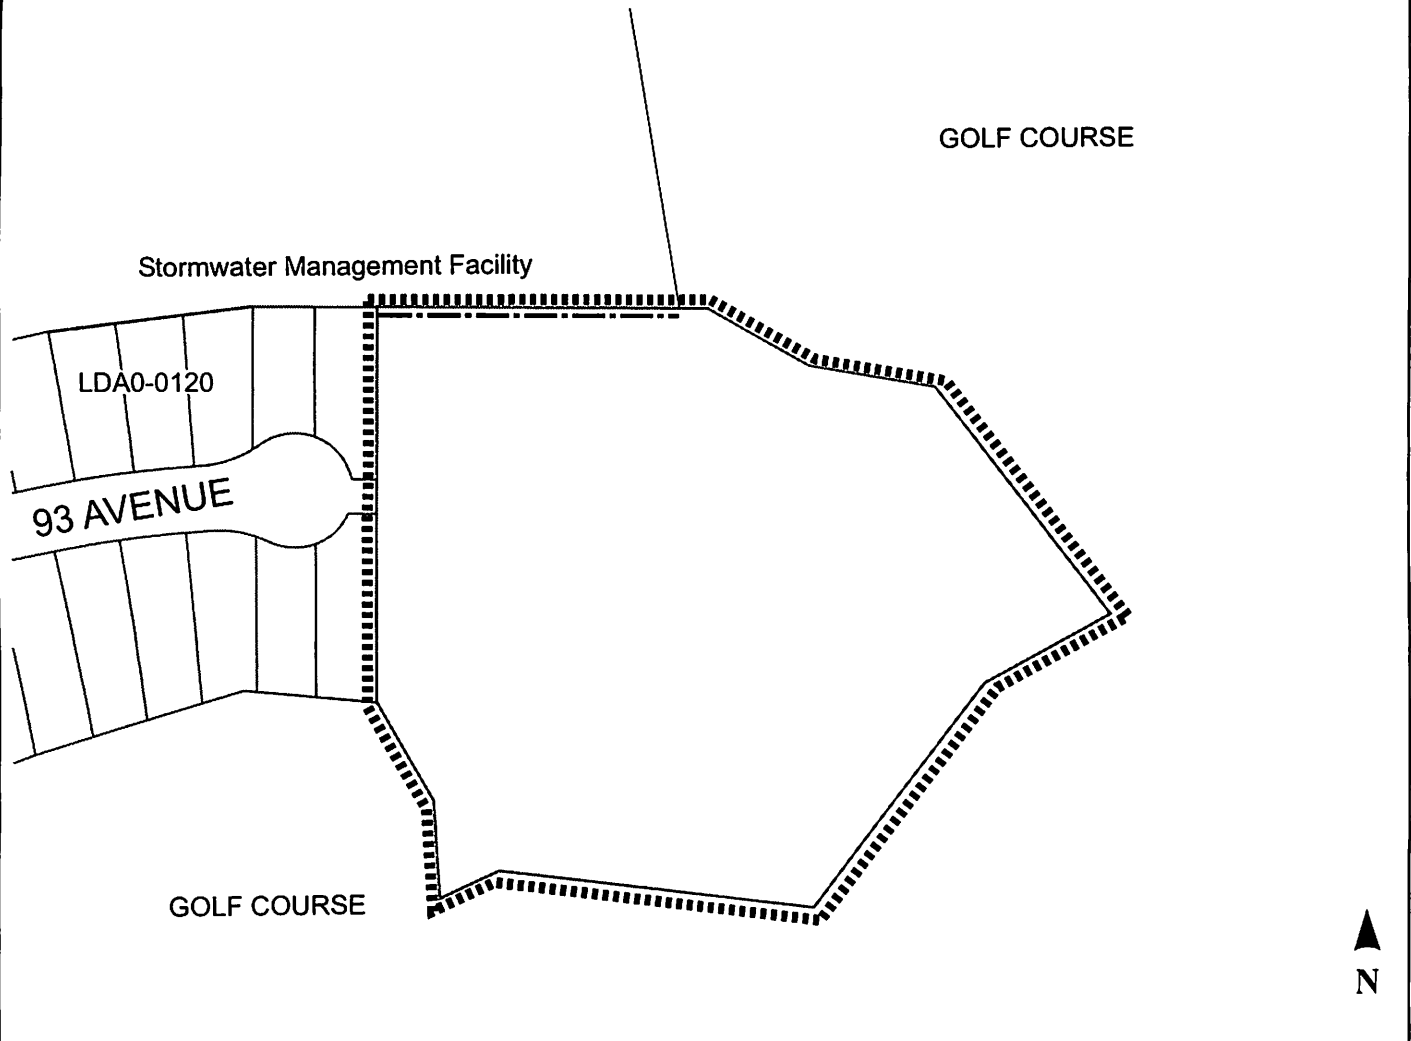 GOLF COURSE
Stormwater Management Facility
LDA0-0120
93 AVENUE
GOLF COURSE
N